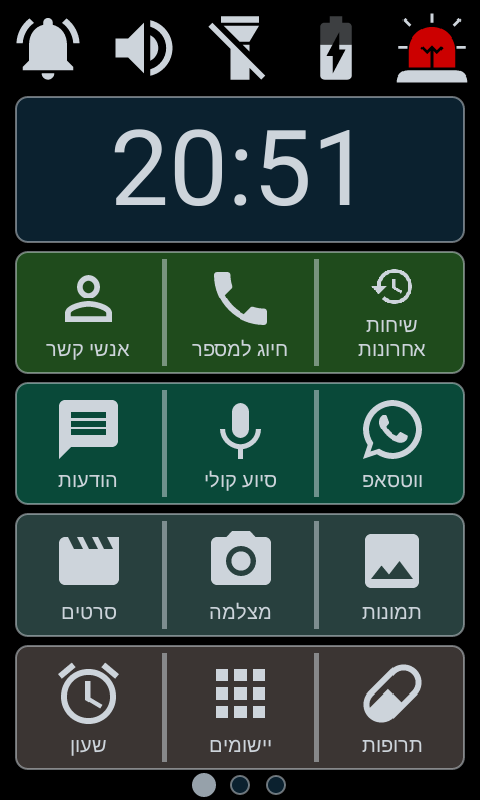 20:51
שיחות
אחרונות
חיוג למספר
אנשי קשר
ווטסאפ
סיוע קולי
הודעות
תמונות
מצלמה
סרטים
תרופות
יישומים
שעון